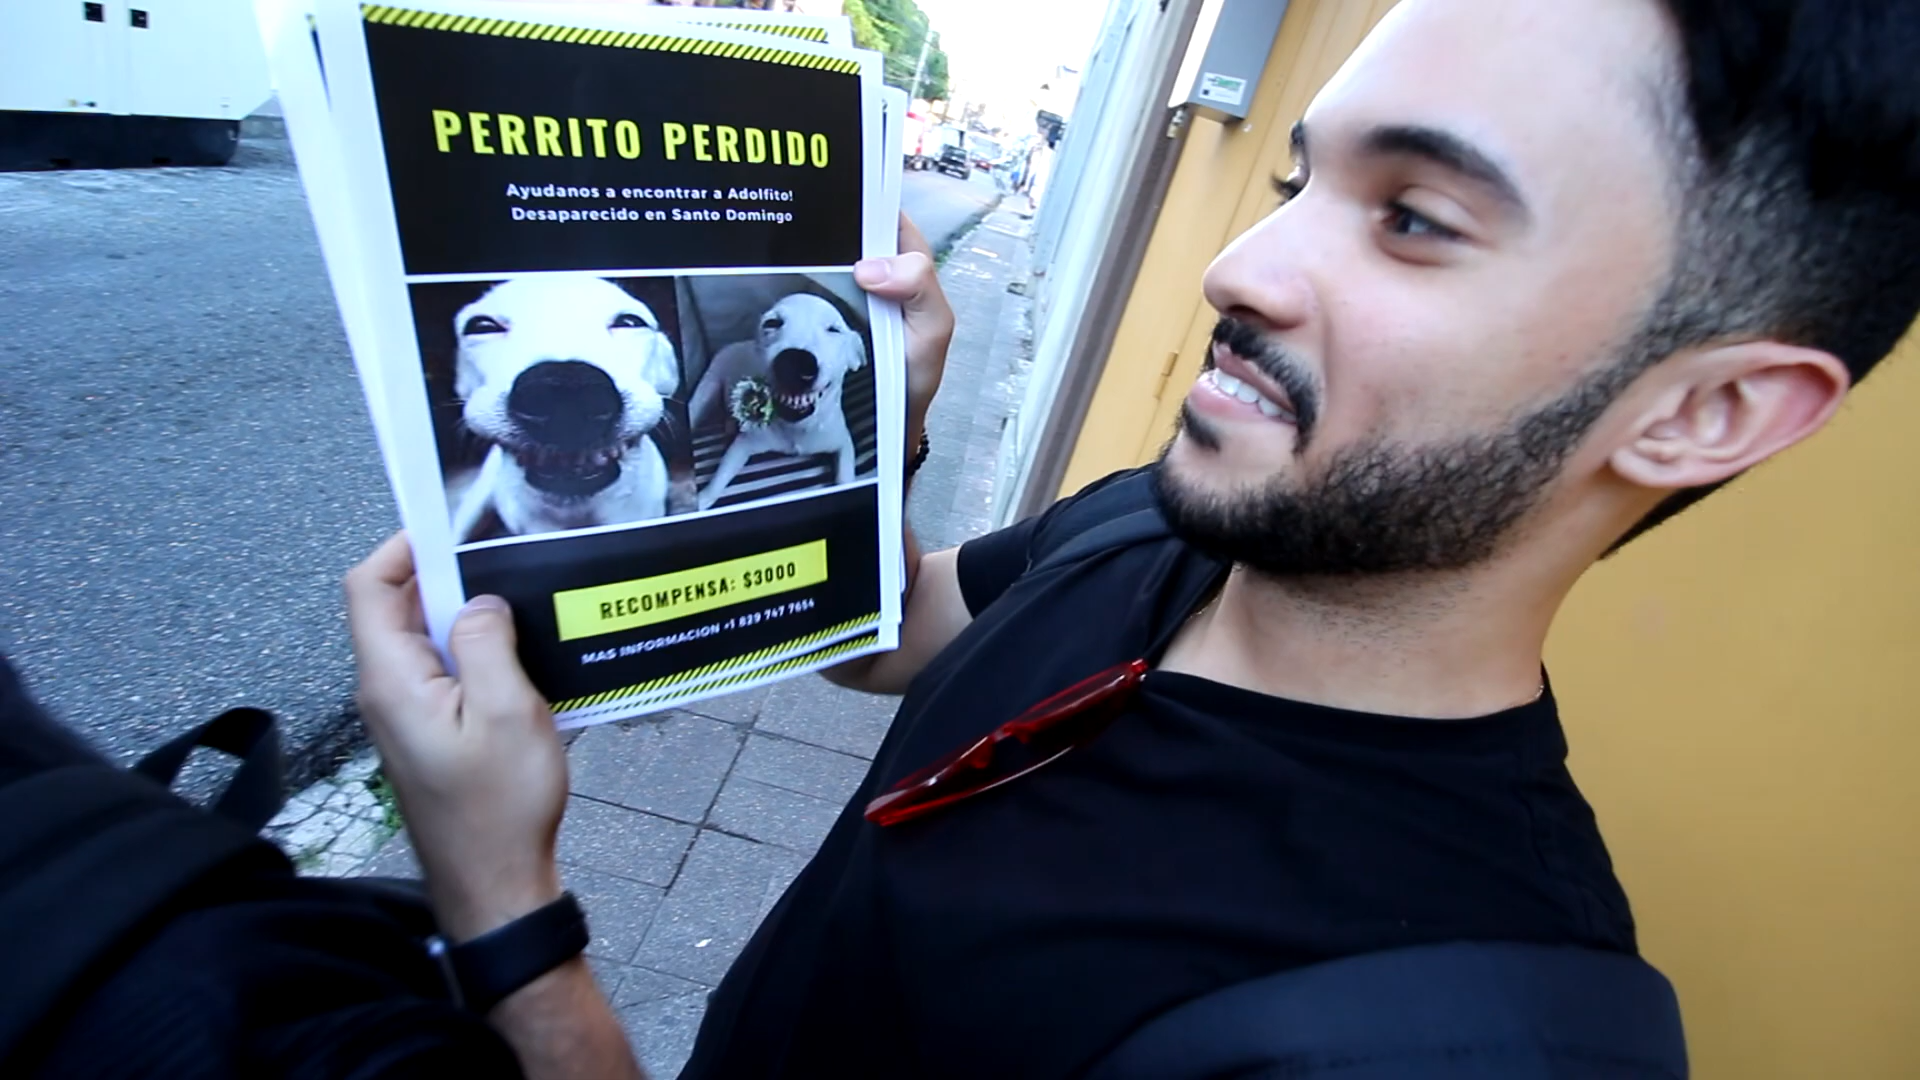 PERRITO PERDIDO
Ayudanos a encontrar a Adolfito!
Desaparecido en Santo Domingo
RECOMPENSA: $3000
MAS INFORMACION +1 829 747 7654